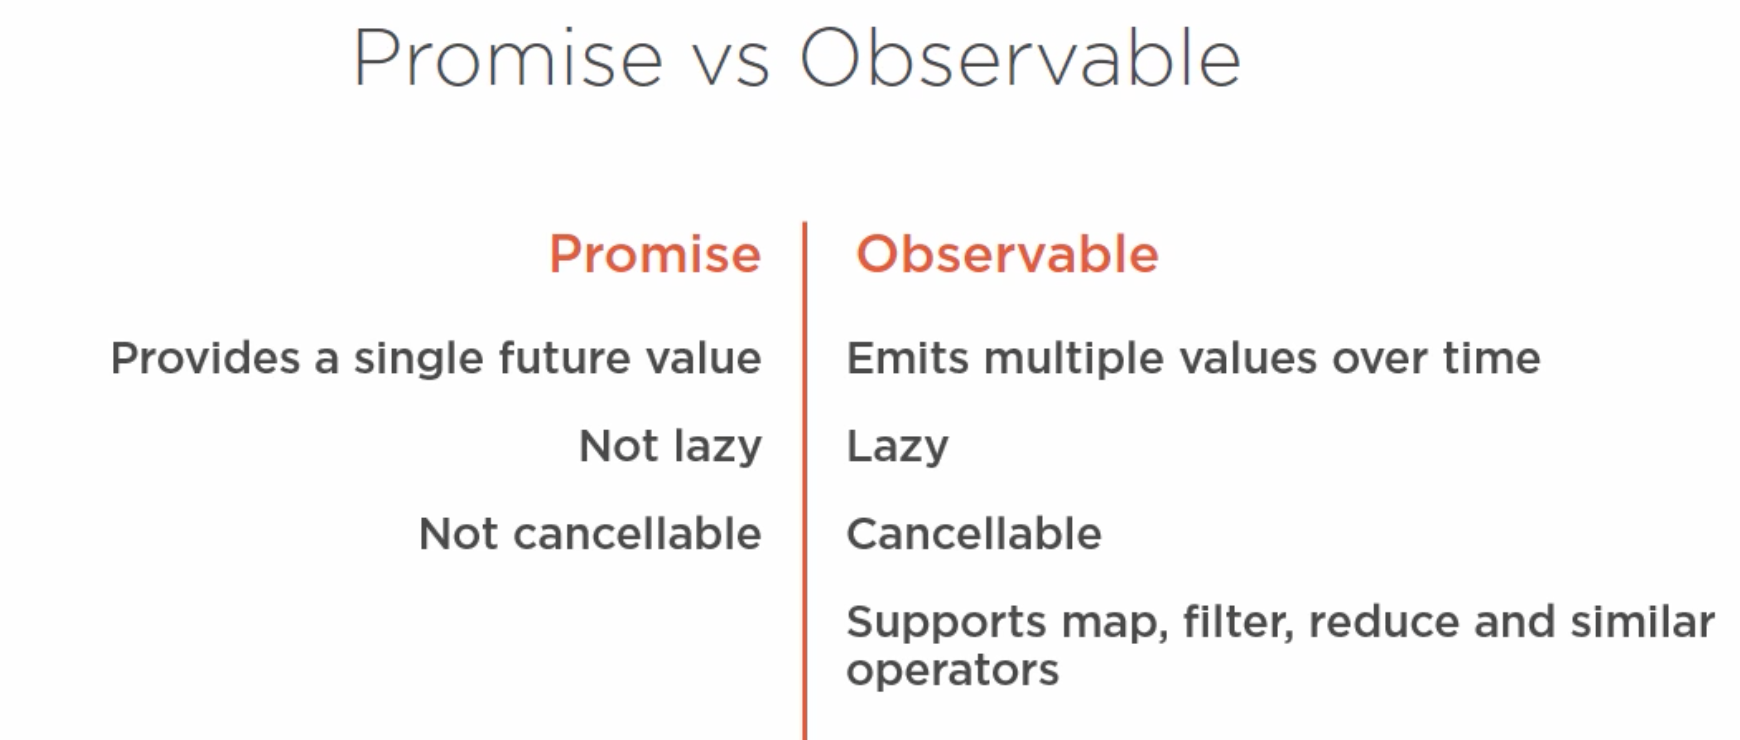 Promise vs Observable
Promise
Observable
Provides a single future value
Emits multiple values over time
Not lazy
Lazy
Not cancellable
Cancellable
Supports map, filter, reduce and similar
operators